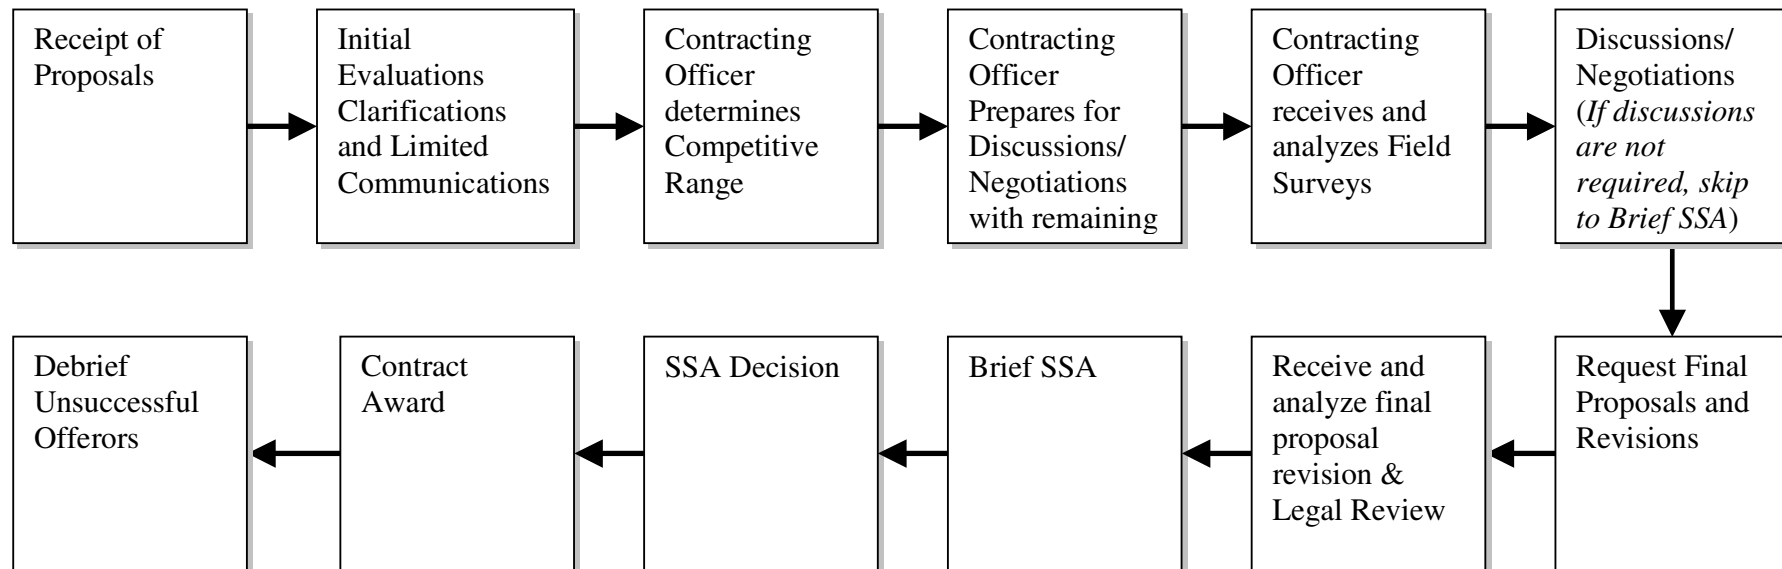 Receipt of
Proposals
Initial
Evaluations
Clarifications
and Limited
Communications
Contracting
Officer
determines
Competitive
Range
Contracting
Officer
Prepares for
Discussions/
Negotiations
with remaining
Contracting
Officer
receives and
analyzes Field
Surveys
Discussions/
Negotiations
(If discussions
are not
required, skip
to Brief SSA)
Request Final
Proposals and
Revisions
Receive and
analyze final
proposal
revision &
Legal Review
Brief SSA
SSA Decision
Contract
Award
Debrief
Unsuccessful
Offerors